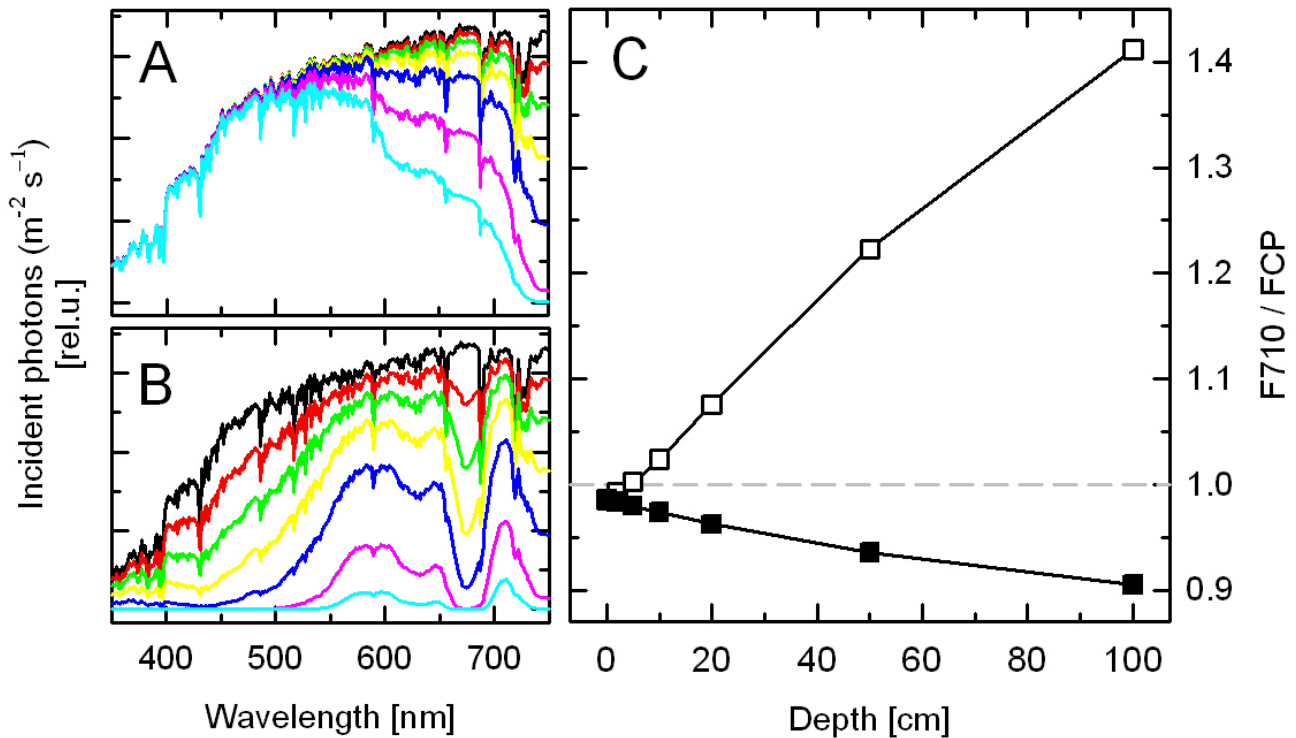 A
B
C
Incident photons (m⁻² s⁻¹)
[rel.u.]
400
500
600
700
Wavelength [nm]
0
20
40
60
80
100
Depth [cm]
1.4
1.3
1.2
1.1
1.0
0.9
F710 / FCP